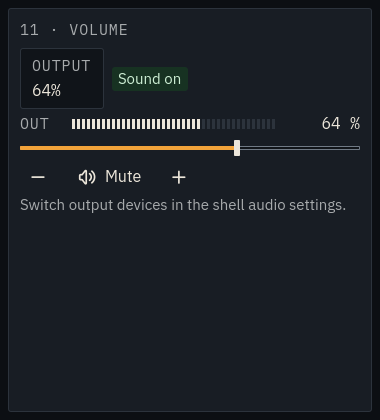 11 · VOLUME
OUTPUT
64%
Sound on
OUT 64 %
− Mute +
Switch output devices in the shell audio settings.